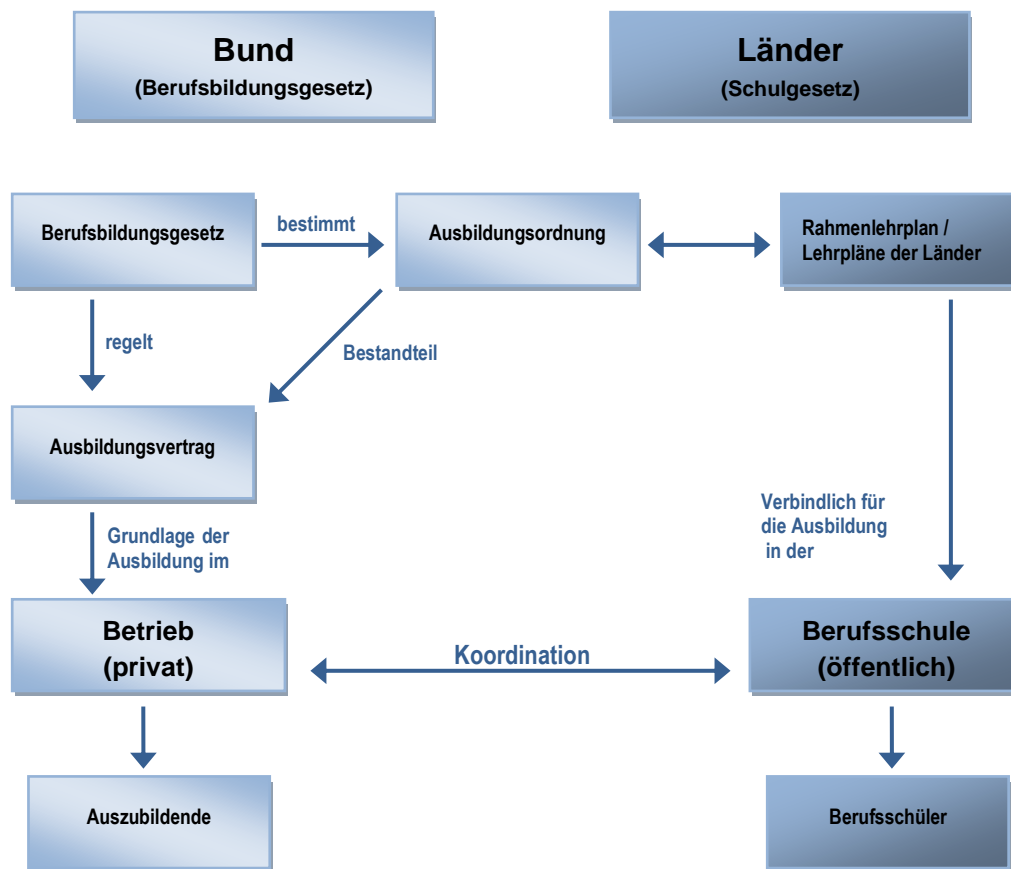 Bund
(Berufsbildungsgesetz)
Länder
(Schulgesetz)
Berufsbildungsgesetz
bestimmt
Ausbildungsordnung
Rahmenlehrplan /
Lehrpläne der Länder
regelt
Bestandteil
Ausbildungsvertrag
Grundlage der
Ausbildung im
Verbindlich für
die Ausbildung
in der
Betrieb
(privat)
Koordination
Berufsschule
(öffentlich)
Auszubildende
Berufsschüler